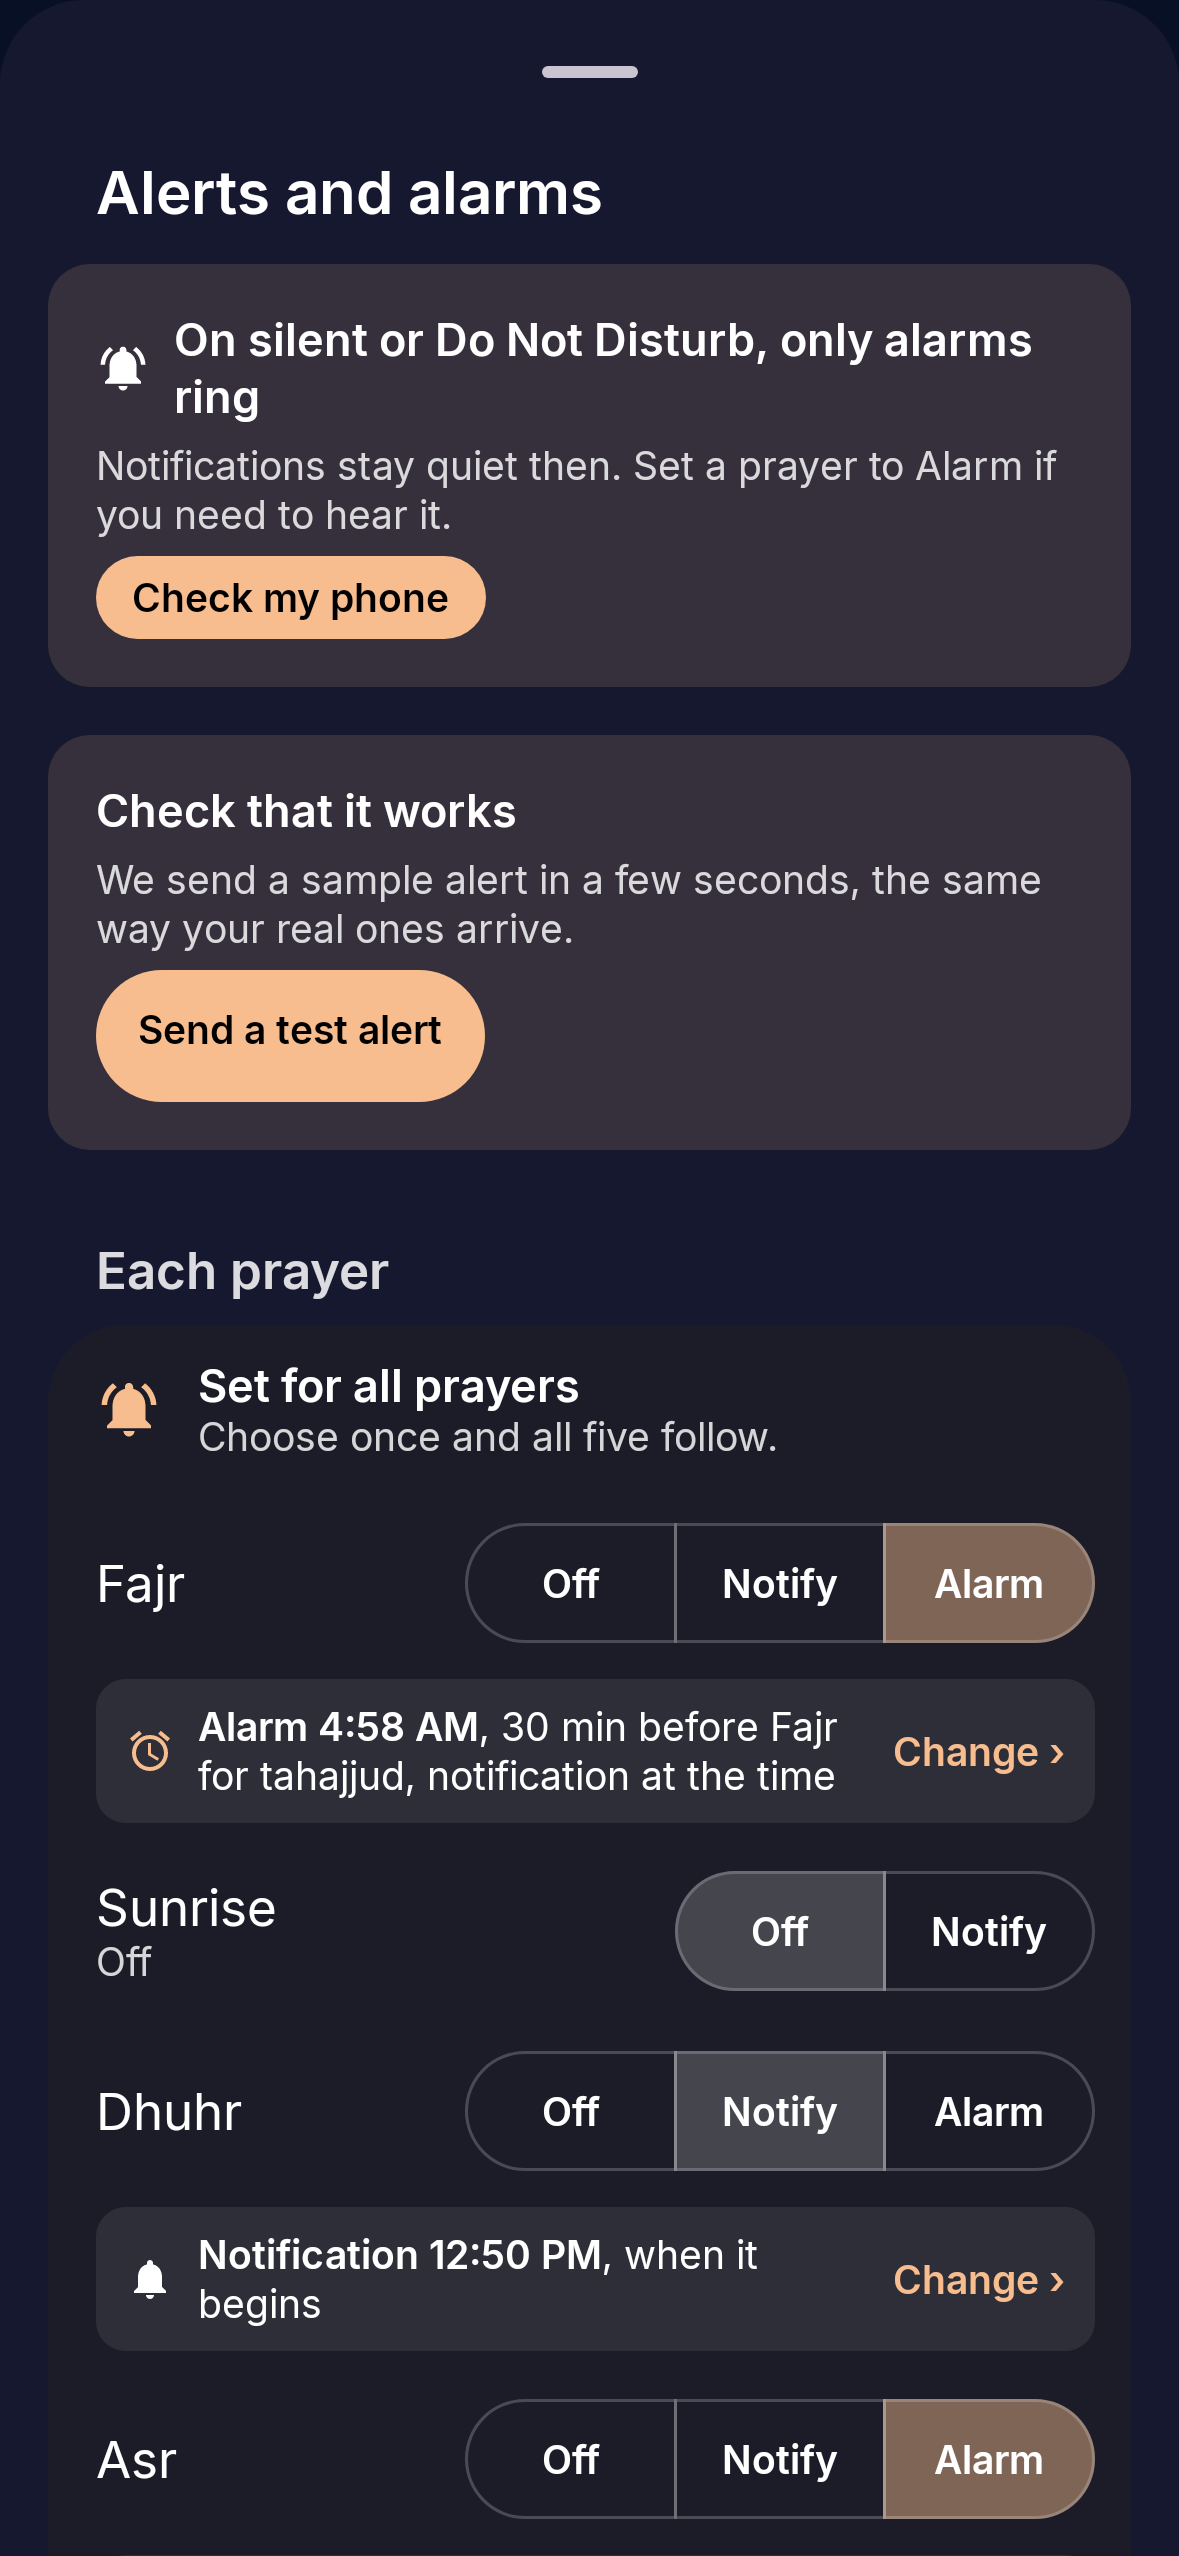 Alerts and alarms
On silent or Do Not Disturb, only alarms
ring
Notifications stay quiet then. Set a prayer to Alarm if
you need to hear it.
Check my phone
Check that it works
We send a sample alert in a few seconds, the same
way your real ones arrive.
Send a test alert
Each prayer
Set for all prayers
Choose once and all five follow.
Fajr Off Notify Alarm
Alarm 4:58 AM, 30 min before Fajr
for tahajjud, notification at the time
Change ›
Sunrise
Off
Off Notify
Dhuhr Off Notify Alarm
Notification 12:50 PM, when it
begins
Change ›
Asr Off Notify Alarm